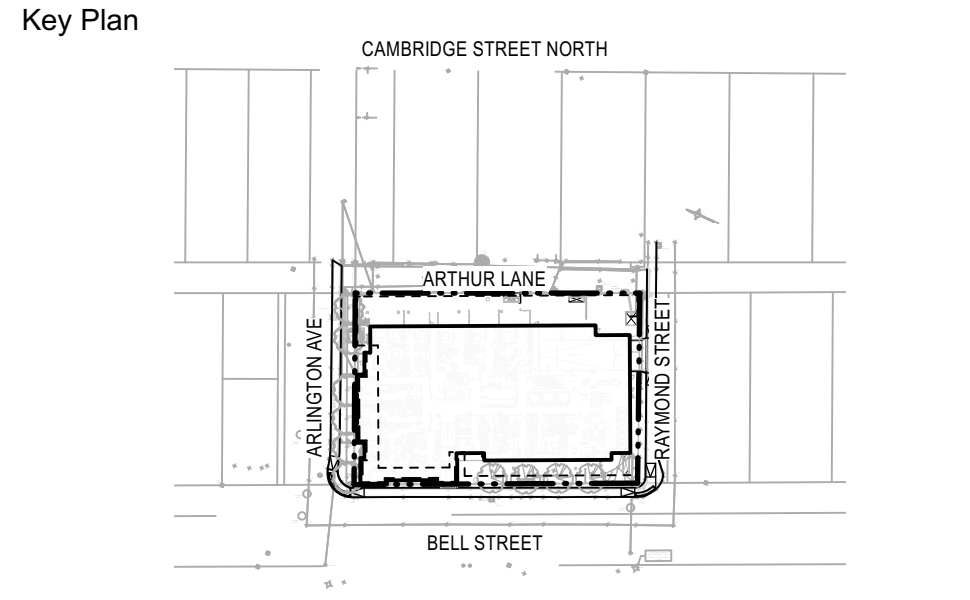 Key Plan
CAMBRIDGE STREET NORTH
ARTHUR LANE
ARLINGTON AVE
RAYMOND STREET
BELL STREET